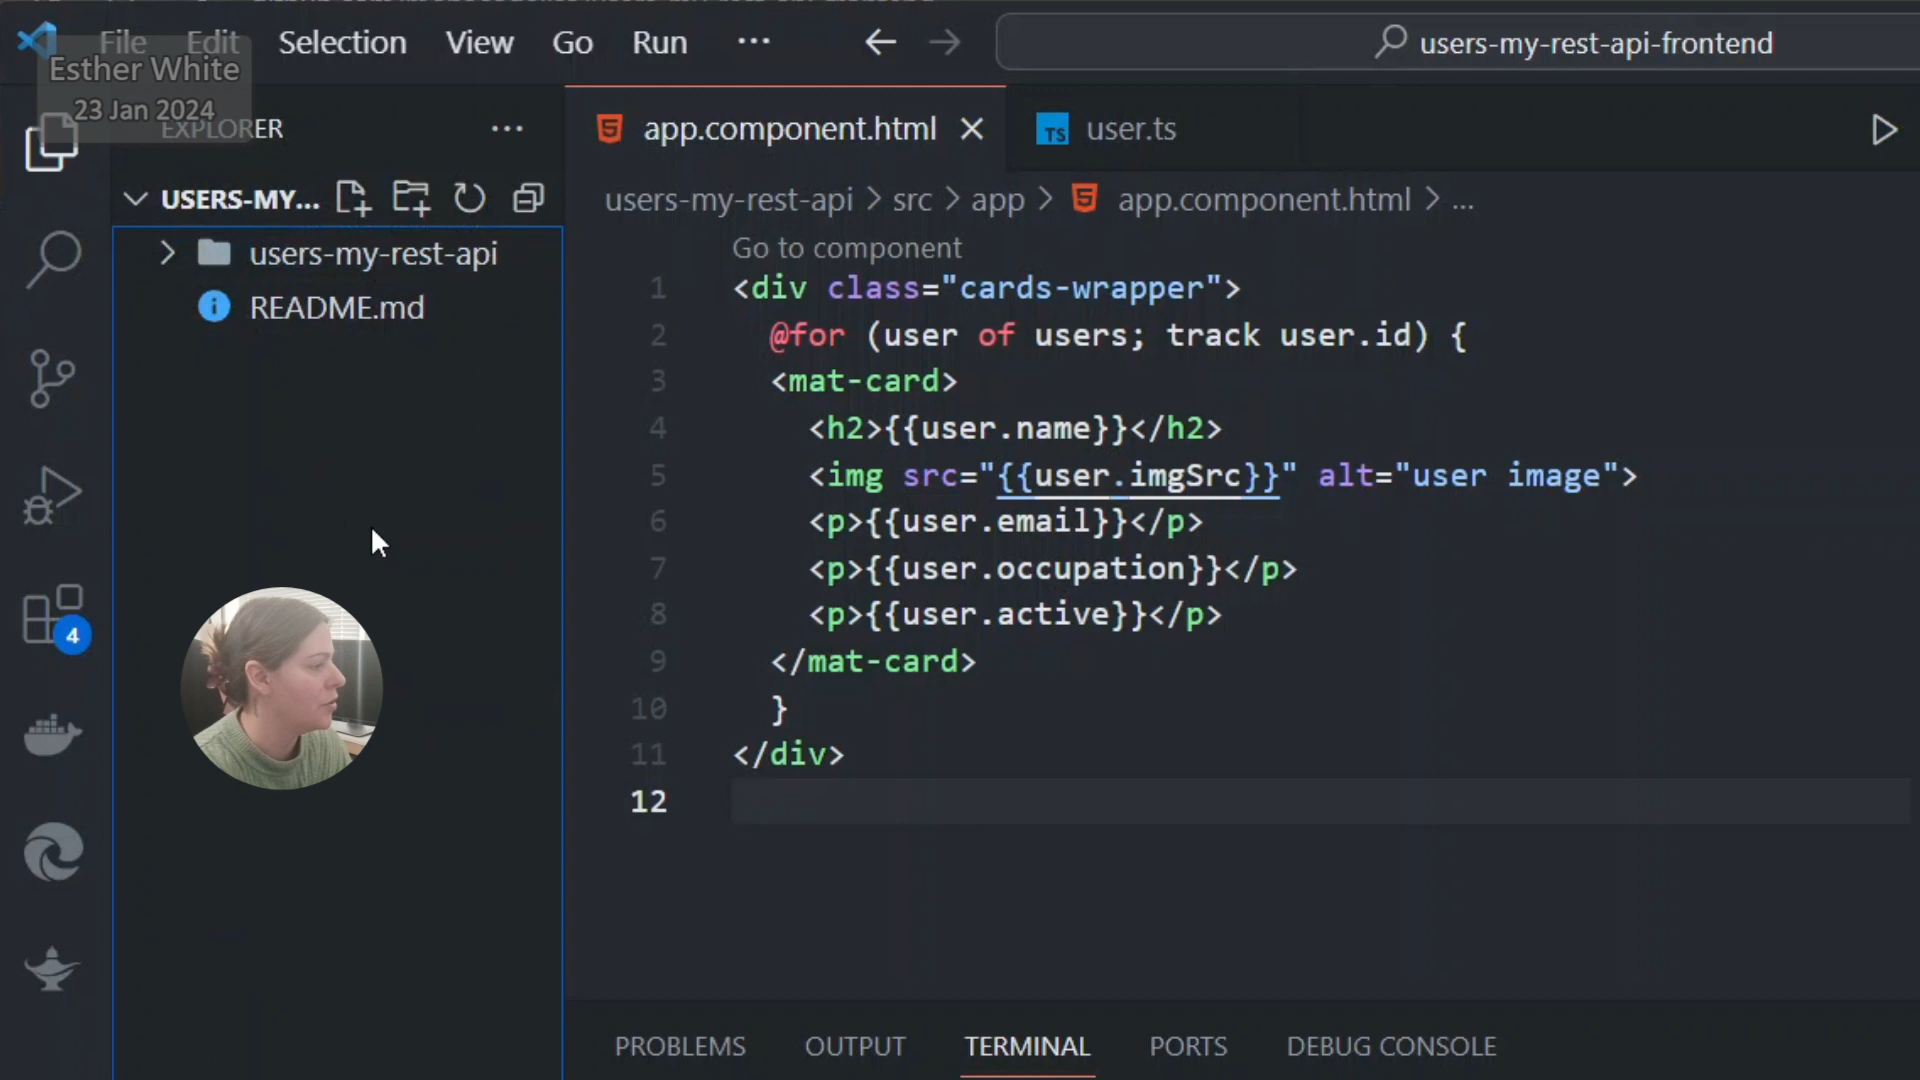 File Edit Selection View Go Run ...
users-my-rest-api-frontend
Esther White
23 Jan 2024
EXPLORER
app.component.html
TS user.ts
USERS-MY...
users-my-rest-api > src > app > app.component.html > ...
users-my-rest-api
README.md
Go to component
1 <div class="cards-wrapper">
2 @for (user of users; track user.id) {
3 <mat-card>
4 <h2>{{user.name}}</h2>
5 <img src="{{user.imgSrc}}" alt="user image">
6 <p>{{user.email}}</p>
7 <p>{{user.occupation}}</p>
8 <p>{{user.active}}</p>
9 </mat-card>
10 }
11 </div>
12
4
PROBLEMS OUTPUT TERMINAL PORTS DEBUG CONSOLE